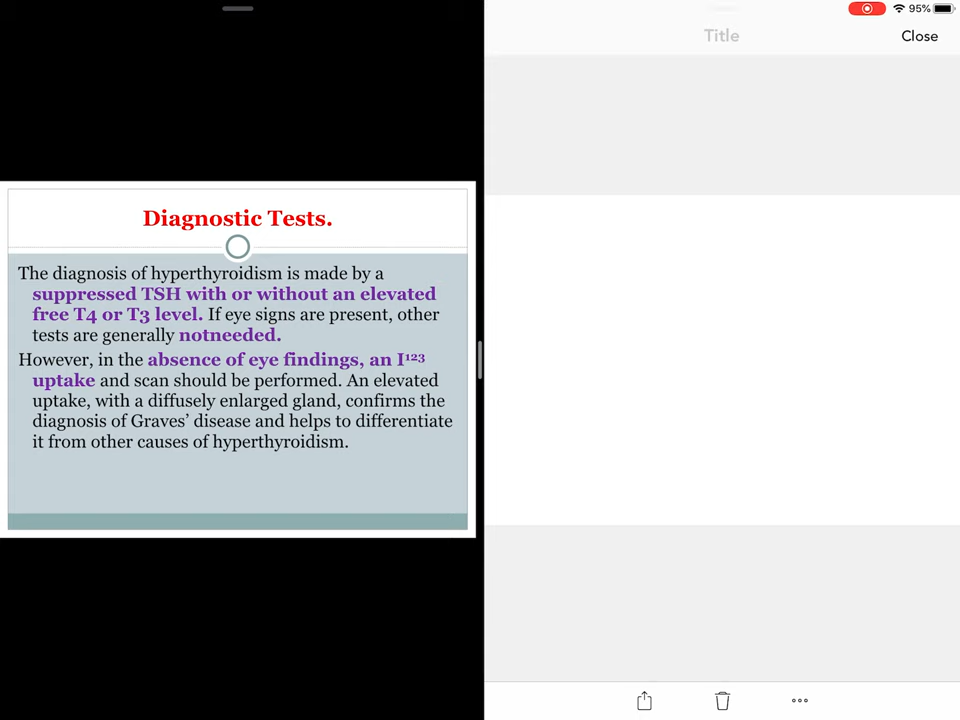 95%
Title
Close
Diagnostic Tests.
The diagnosis of hyperthyroidism is made by a
suppressed TSH with or without an elevated
free T4 or T3 level. If eye signs are present, other
tests are generally notneeded.
However, in the absence of eye findings, an I¹²³
uptake and scan should be performed. An elevated
uptake, with a diffusely enlarged gland, confirms the
diagnosis of Graves’ disease and helps to differentiate
it from other causes of hyperthyroidism.